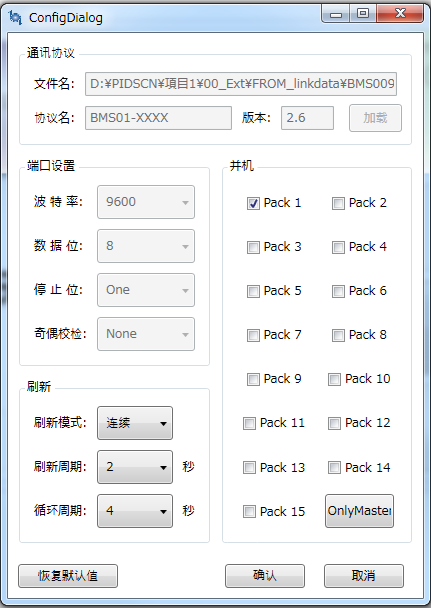 ConfigDialog
通讯协议
文件名: D:¥PIDSCN¥項目1¥00_Ext¥FROM_linkdata¥BMS009
协议名: BMS01-XXXX 版本: 2.6 加载
端口设置
波 特 率: 9600
数 据 位: 8
停 止 位: One
奇偶校检: None
刷新
刷新模式: 连续
刷新周期: 2 秒
循环周期: 4 秒
并机
Pack 1 Pack 2
Pack 3 Pack 4
Pack 5 Pack 6
Pack 7 Pack 8
Pack 9 Pack 10
Pack 11 Pack 12
Pack 13 Pack 14
Pack 15 OnlyMaster
恢复默认值 确认 取消